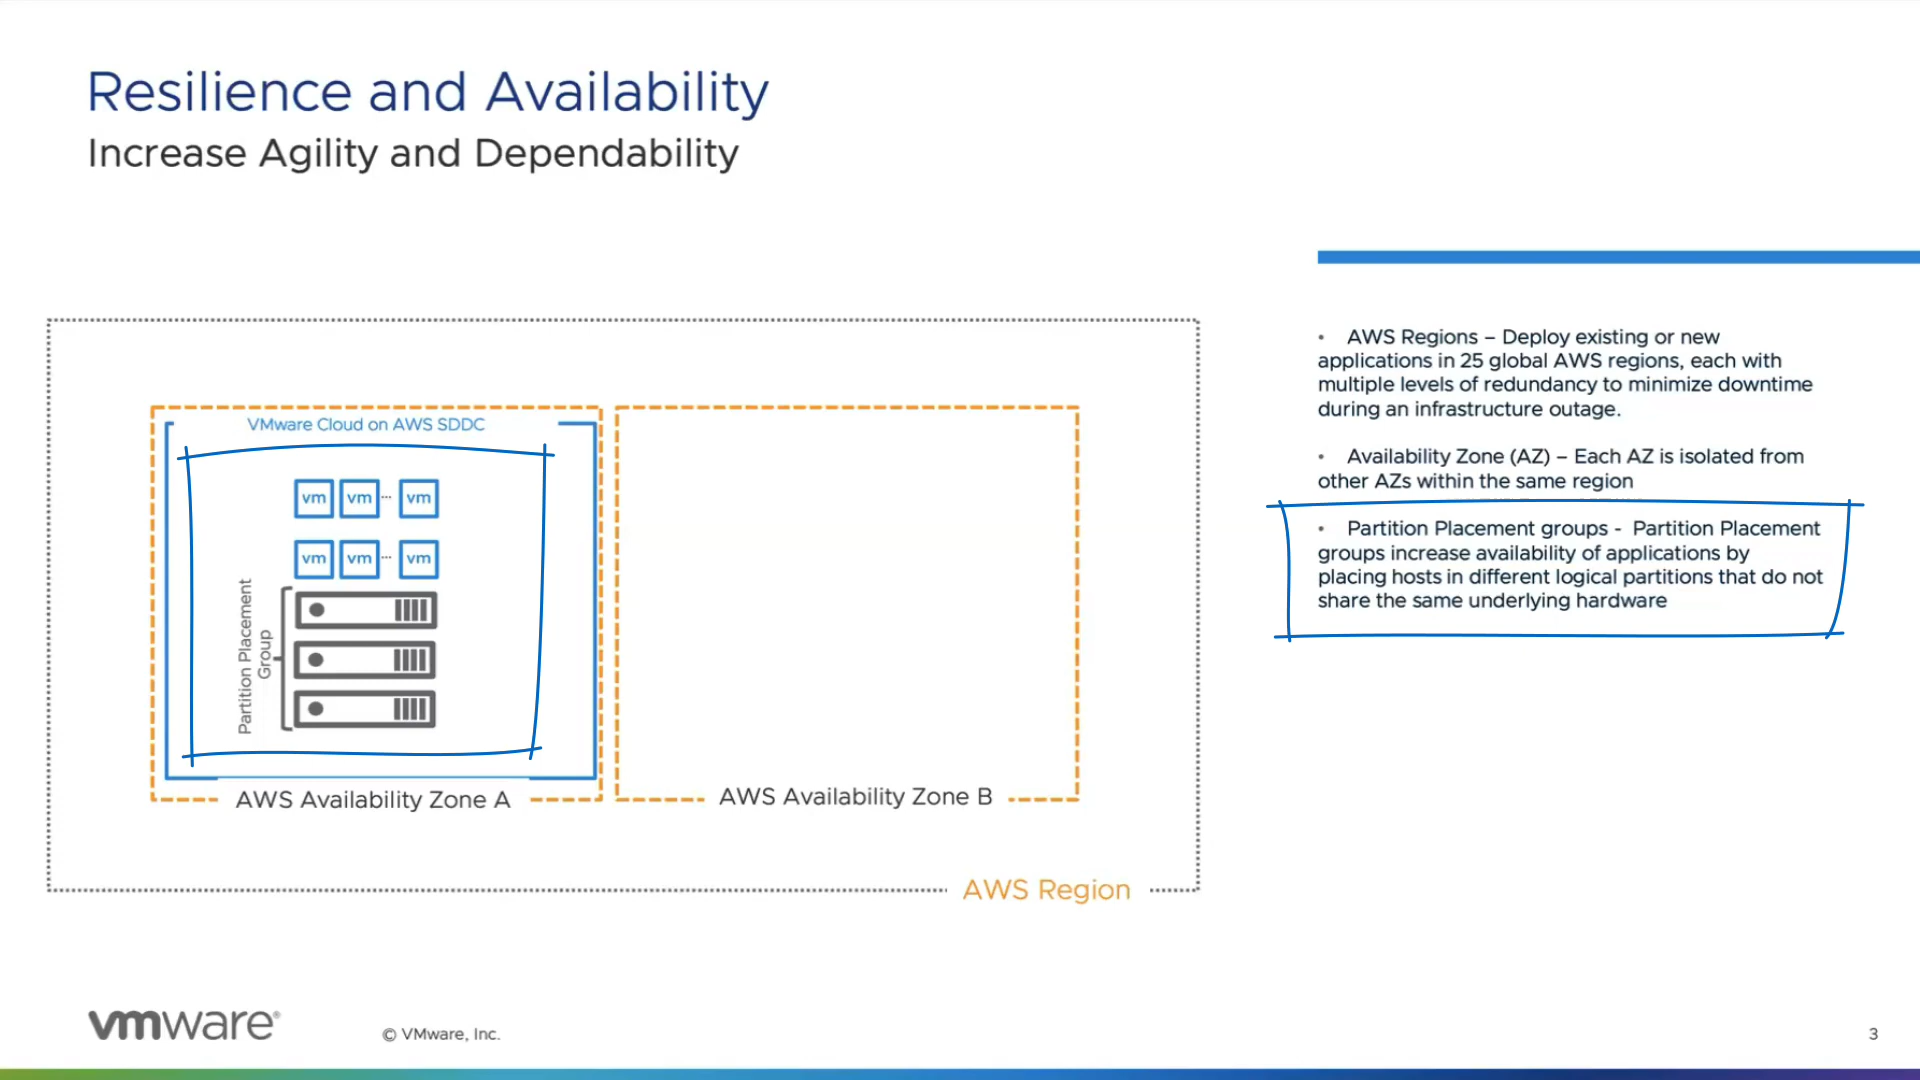 Resilience and Availability
Increase Agility and Dependability
• AWS Regions – Deploy existing or new
applications in 25 global AWS regions, each with
multiple levels of redundancy to minimize downtime
during an infrastructure outage.
• Availability Zone (AZ) – Each AZ is isolated from
other AZs within the same region
• Partition Placement groups - Partition Placement
groups increase availability of applications by
placing hosts in different logical partitions that do not
share the same underlying hardware
VMware Cloud on AWS SDDC
vm vm ... vm
vm vm ... vm
Partition Placement
Group
AWS Availability Zone A
AWS Availability Zone B
AWS Region
vmware®
© VMware, Inc.
3